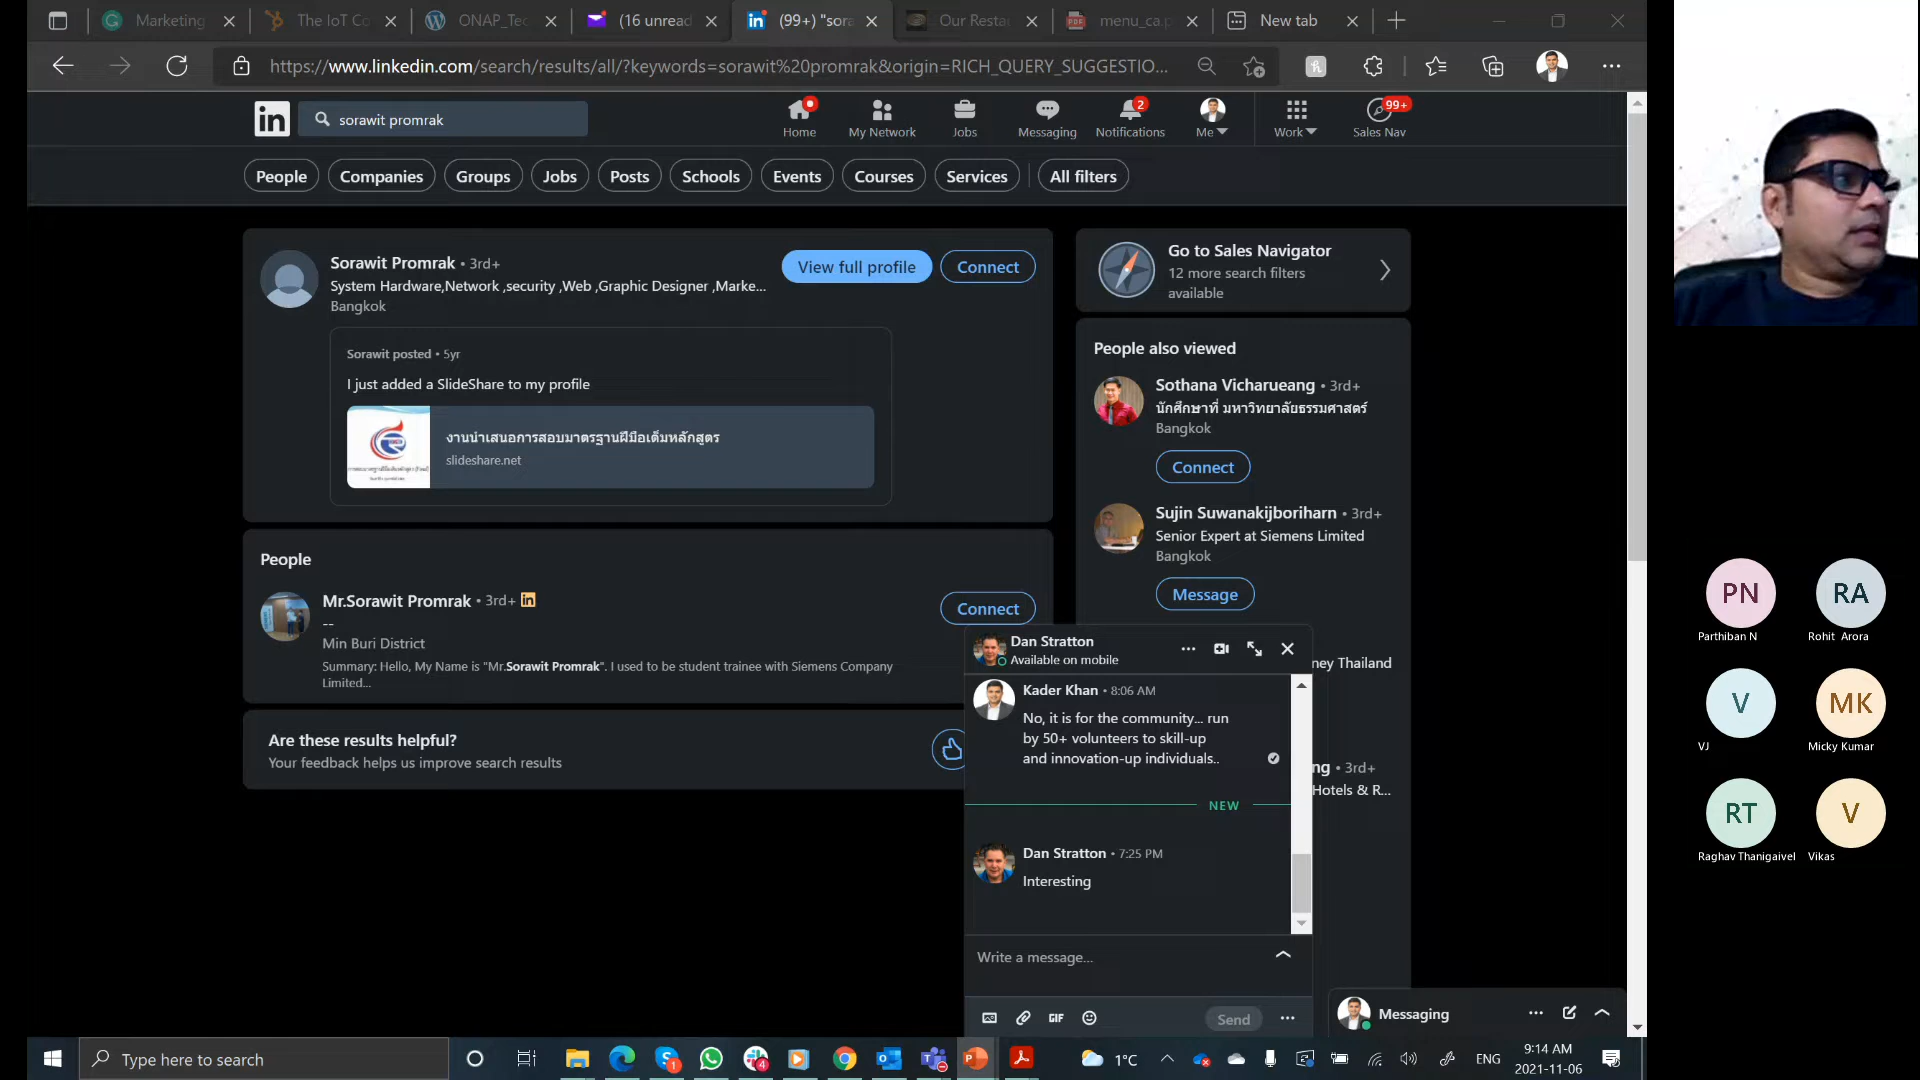 Marketing
The IoT Co
ONAP_Tec
(16 unread
(99+) "sora
Our Resta
menu_ca.p
New tab
https://www.linkedin.com/search/results/all/?keywords=sorawit%20promrak&origin=RICH_QUERY_SUGGESTIO...
in
sorawit promrak
Home
My Network
Jobs
Messaging
2
Notifications
Me
Work
99+
Sales Nav
People
Companies
Groups
Jobs
Posts
Schools
Events
Courses
Services
All filters
Sorawit Promrak • 3rd+
System Hardware,Network ,security ,Web ,Graphic Designer ,Marke...
Bangkok
View full profile
Connect
Sorawit posted • 5yr
I just added a SlideShare to my profile
งานนำเสนอการสอบมาตรฐานฝีมือเต็มหลักสูตร
slideshare.net
People
Mr.Sorawit Promrak • 3rd+ in
--
Min Buri District
Summary: Hello, My Name is "Mr.Sorawit Promrak". I used to be student trainee with Siemens Company
Limited...
Connect
Are these results helpful?
Your feedback helps us improve search results
Go to Sales Navigator
12 more search filters
available
People also viewed
Sothana Vicharueang • 3rd+
นักศึกษาที่ มหาวิทยาลัยธรรมศาสตร์
Bangkok
Connect
Sujin Suwanakijboriharn • 3rd+
Senior Expert at Siemens Limited
Bangkok
Message
ney Thailand
ng • 3rd+
Hotels & R...
Dan Stratton
Available on mobile
Kader Khan • 8:06 AM
No, it is for the community... run
by 50+ volunteers to skill-up
and innovation-up individuals..
NEW
Dan Stratton • 7:25 PM
Interesting
Write a message...
GIF
Send
Messaging
PN
Parthiban N
RA
Rohit Arora
V
VJ
MK
Micky Kumar
RT
Raghav Thanigaivel
V
Vikas
Type here to search
1°C
ENG
9:14 AM
2021-11-06